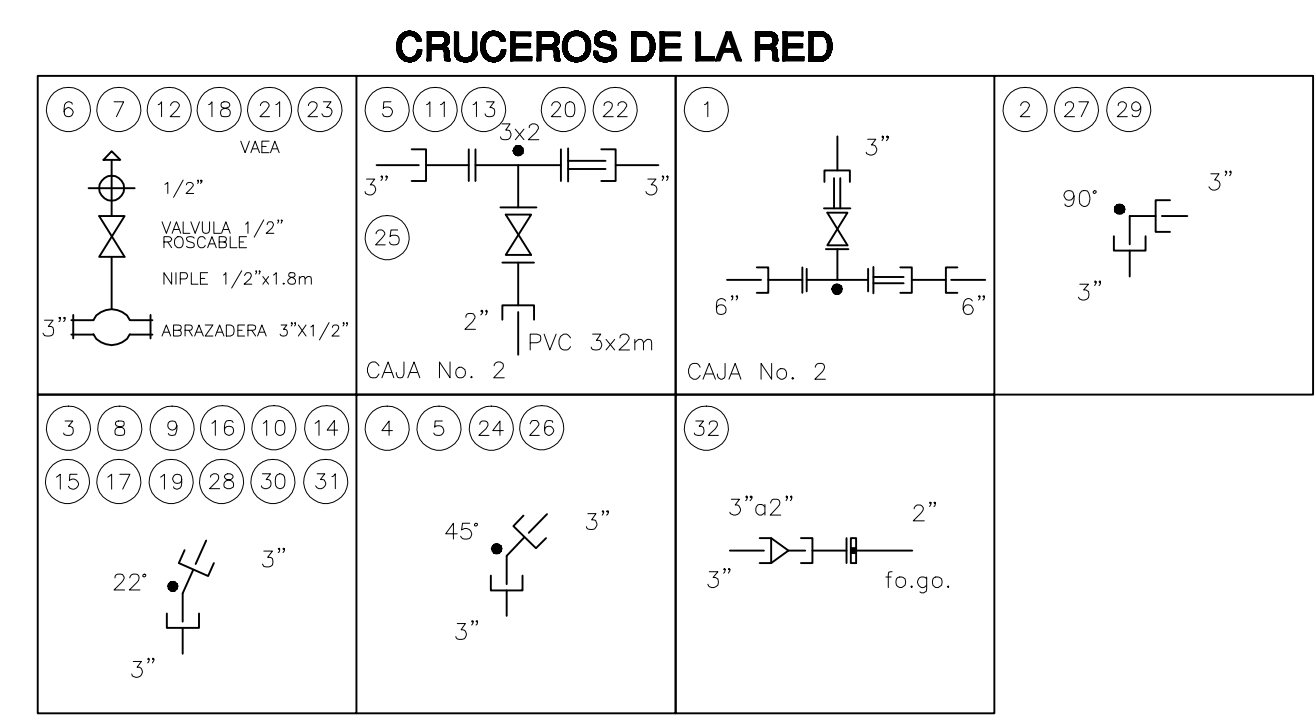 CRUCEROS DE LA RED
6 7 12 18 21 23
VAEA
1/2"
VALVULA 1/2"
ROSCABLE
NIPLE 1/2"x1.8m
3"
ABRAZADERA 3"X1/2"
5 11 13 20 22
3x2
3" 3"
25
2"
PVC 3x2m
CAJA No. 2
1
3"
6" 6"
CAJA No. 2
2 27 29
3"
90°
3"
3 8 9 16 10 14
15 17 19 28 30 31
3"
22°
3"
4 5 24 26
3"
45°
3"
32
3"a2" 2"
3" fo.go.